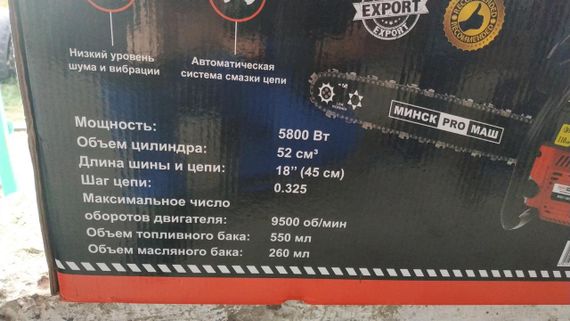 EXPORT
EXPORT
RECOMMENDED
Низкий уровень
шума и вибрации
Автоматическая
система смазки цепи
МИНСК PRO МАШ
Мощность: 5800 Вт
Объем цилиндра: 52 см³
Длина шины и цепи: 18” (45 см)
Шаг цепи: 0.325
Максимальное число
оборотов двигателя: 9500 об/мин
Объем топливного бака: 550 мл
Объем масляного бака: 260 мл